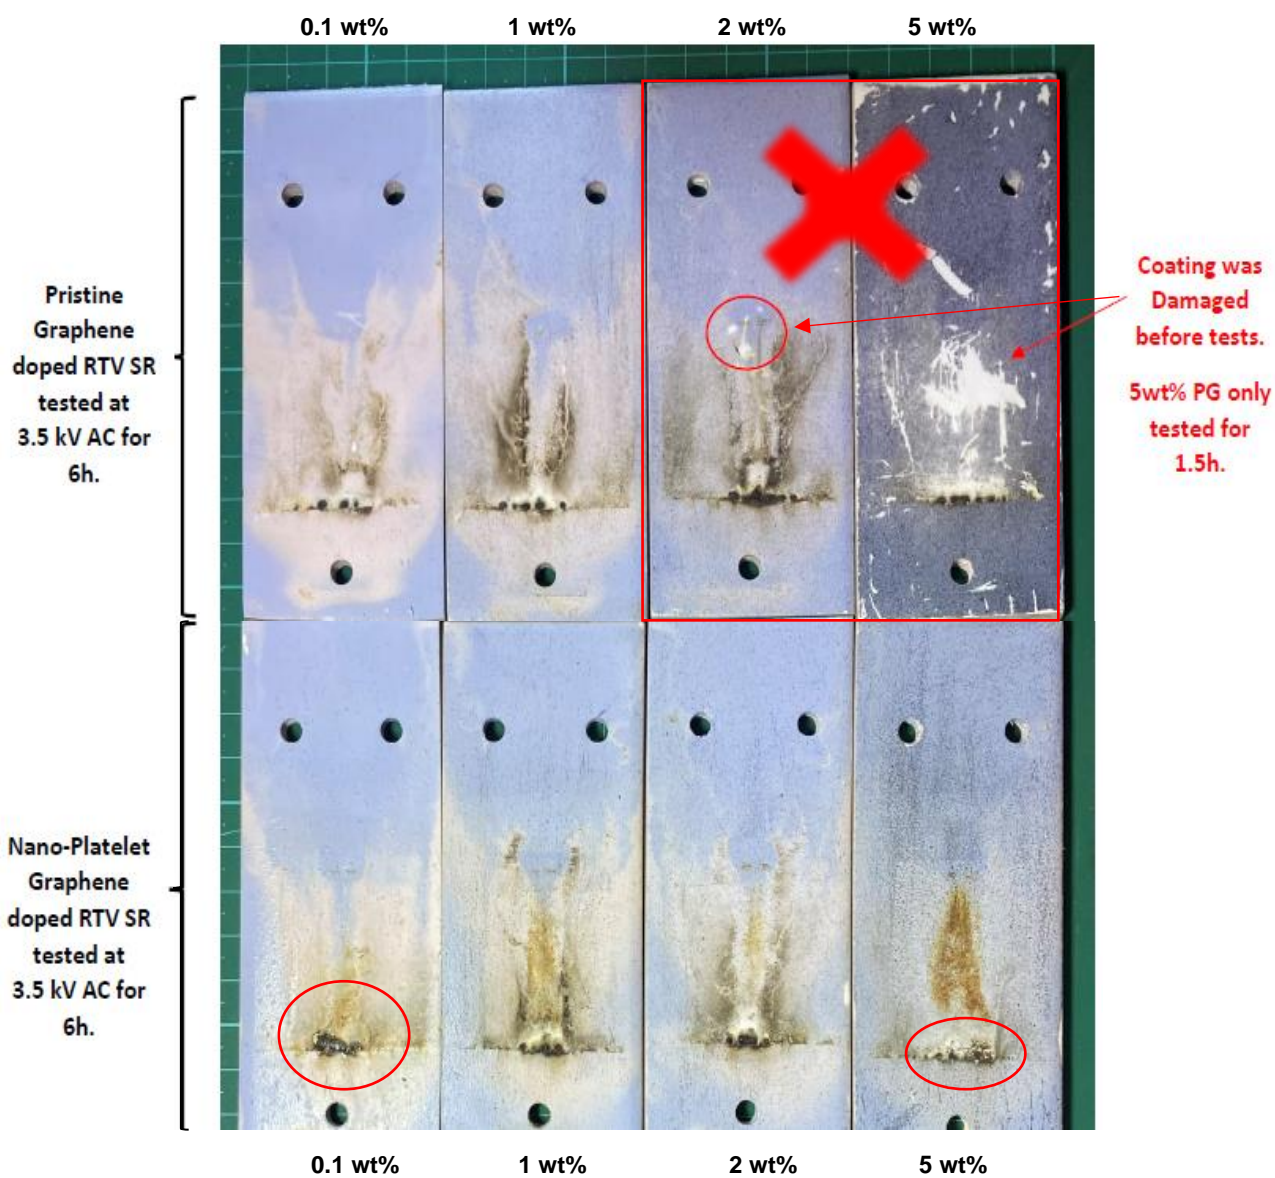 0.1 wt%
1 wt%
2 wt%
5 wt%
Pristine
Graphene
doped RTV SR
tested at
3.5 kV AC for
6h.
Coating was
Damaged
before tests.
5wt% PG only
tested for
1.5h.
Nano-Platelet
Graphene
doped RTV SR
tested at
3.5 kV AC for
6h.
0.1 wt%
1 wt%
2 wt%
5 wt%